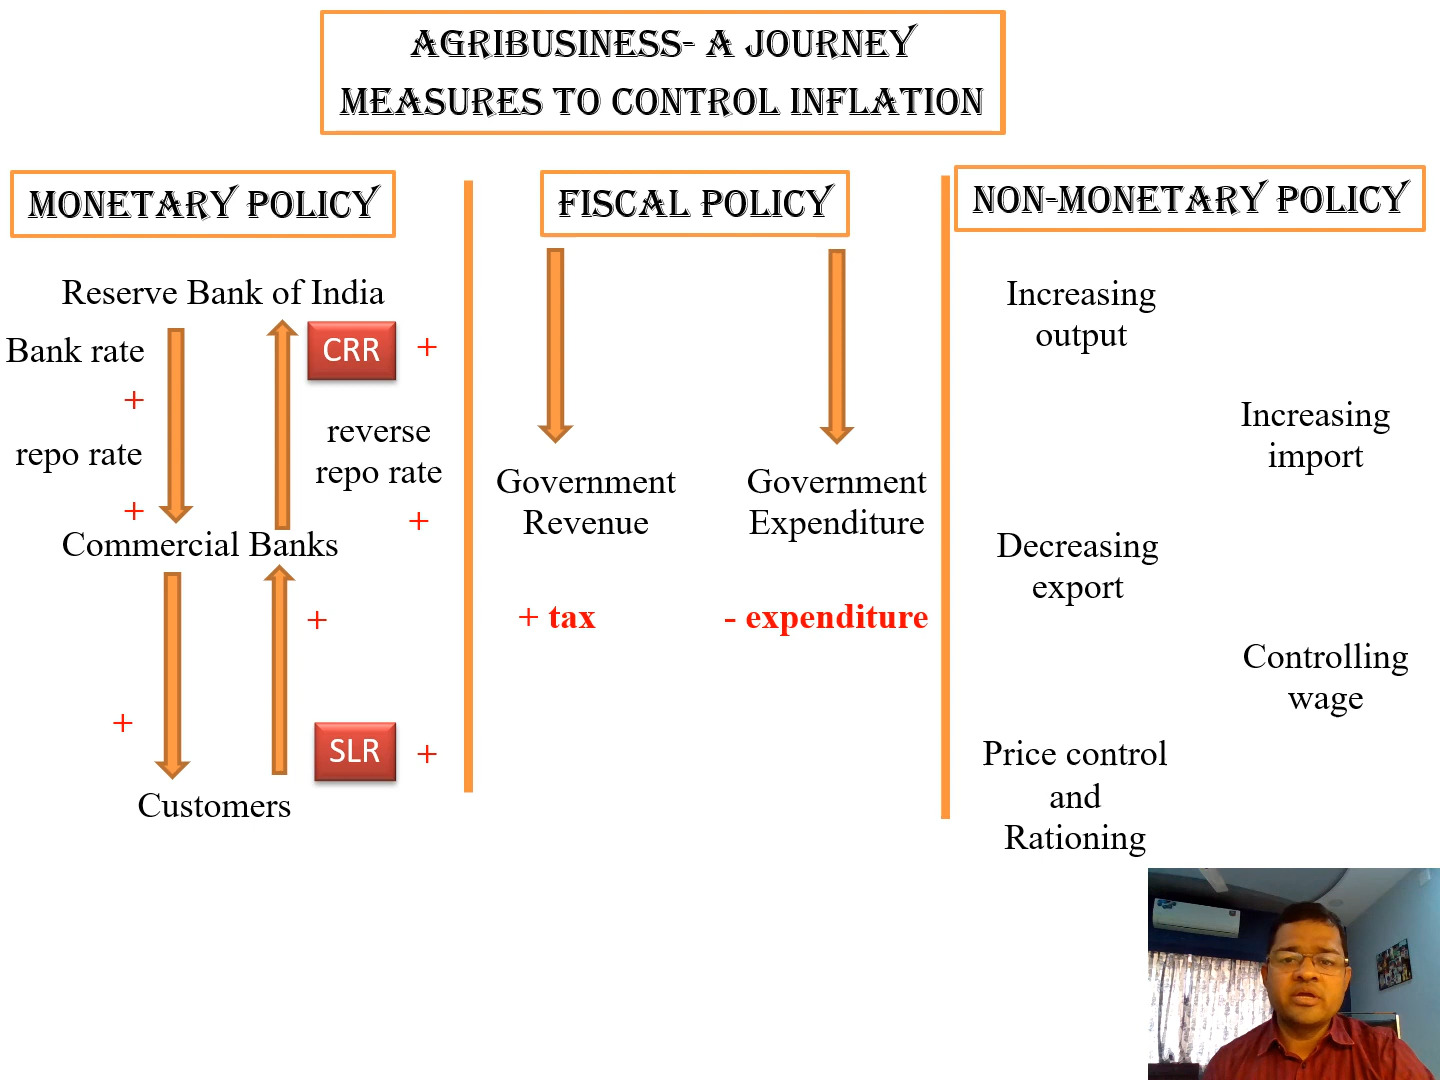 AGRIBUSINESS- A JOURNEY
MEASURES TO CONTROL INFLATION
MONETARY POLICY
Reserve Bank of India
Bank rate
+
repo rate
+
CRR +
reverse
repo rate
+
Commercial Banks
+
+
SLR +
Customers
FISCAL POLICY
Government
Revenue
+ tax
Government
Expenditure
- expenditure
NON-MONETARY POLICY
Increasing
output
Increasing
import
Decreasing
export
Controlling
wage
Price control
and
Rationing